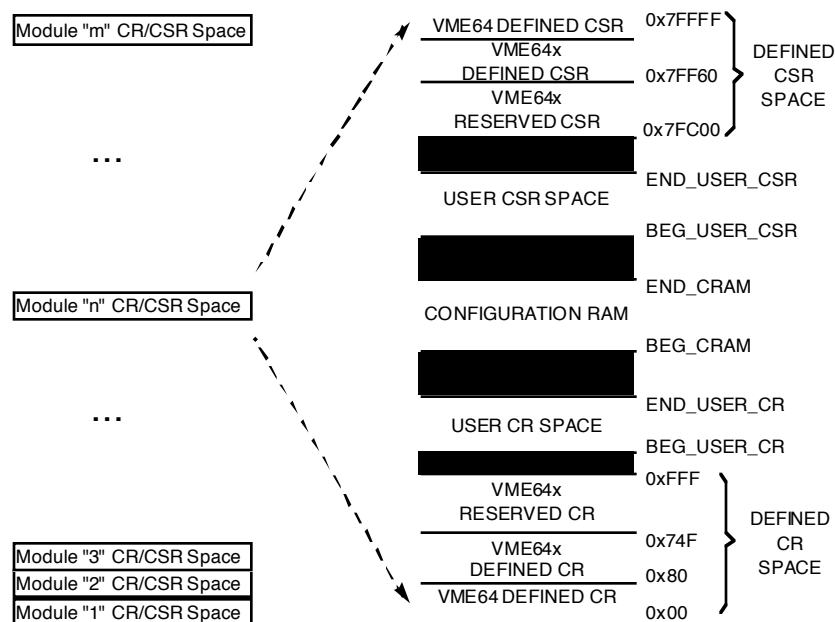 Module "m" CR/CSR Space
...
Module "n" CR/CSR Space
...
Module "3" CR/CSR Space
Module "2" CR/CSR Space
Module "1" CR/CSR Space
VME64 DEFINED CSR
VME64x
DEFINED CSR
VME64x
RESERVED CSR
USER CSR SPACE
CONFIGURATION RAM
USER CR SPACE
VME64x
RESERVED CR
VME64x
DEFINED CR
VME64 DEFINED CR
0x7FFFF
0x7FF60
0x7FC00
END_USER_CSR
BEG_USER_CSR
END_CRAM
BEG_CRAM
END_USER_CR
BEG_USER_CR
0xFFF
0x74F
0x80
0x00
DEFINED
CSR
SPACE
DEFINED
CR
SPACE